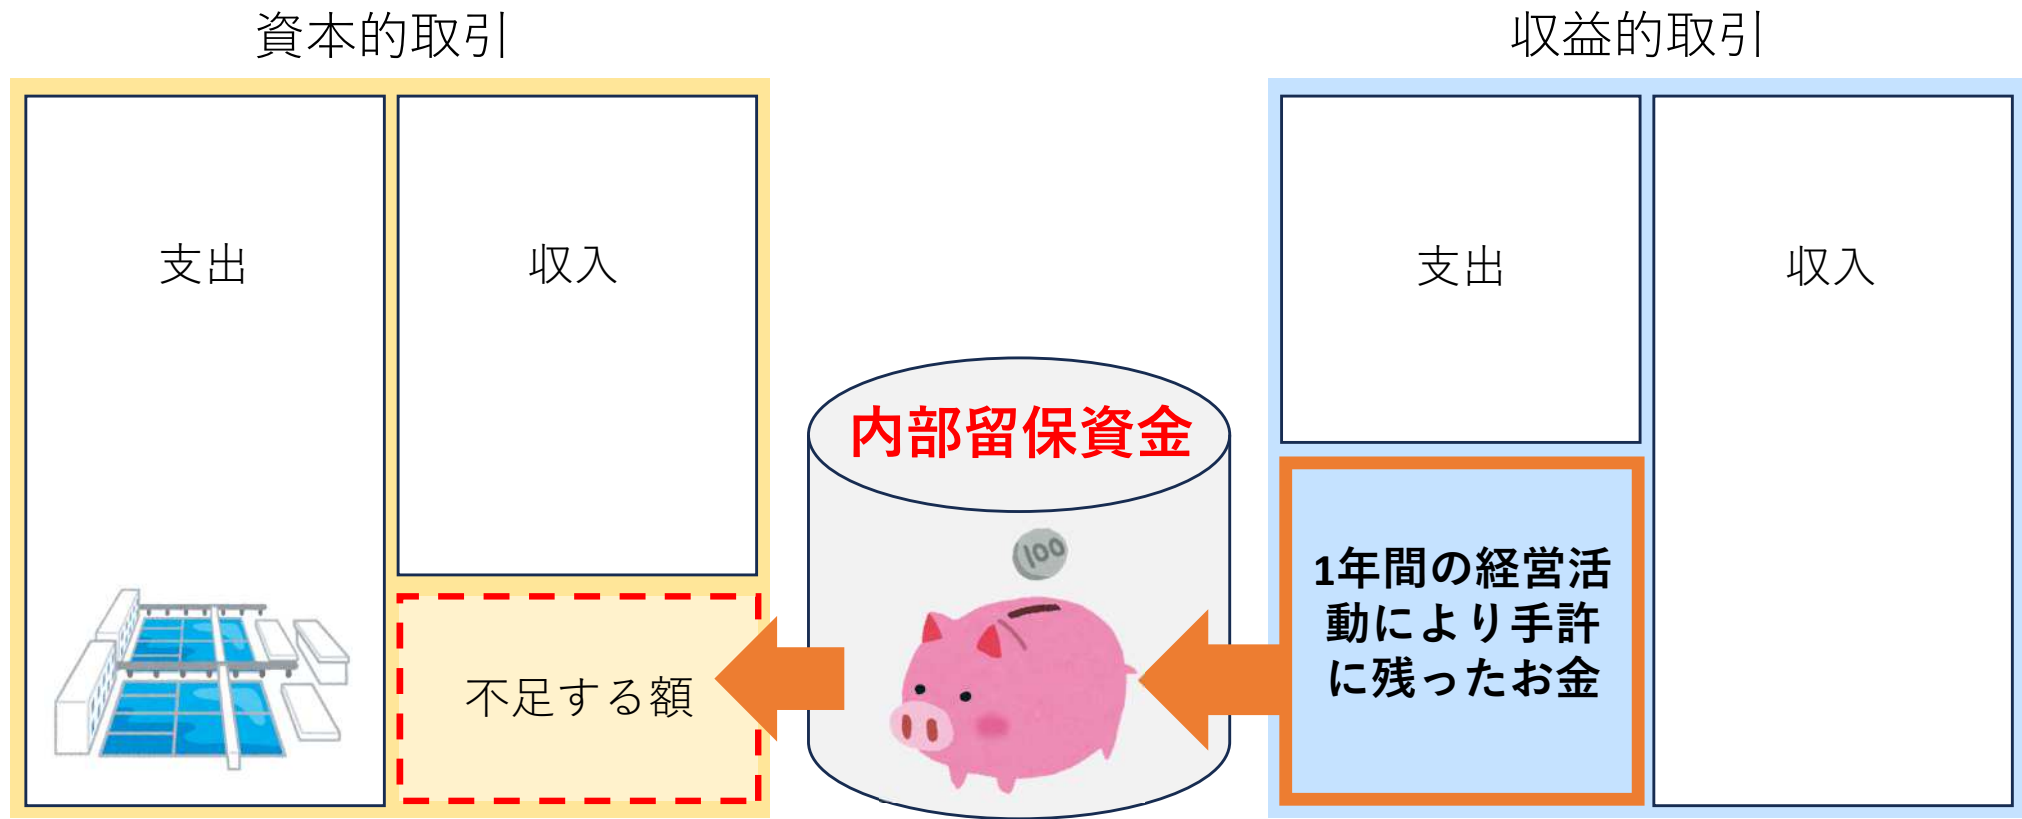 資本的取引
収益的取引
支出
収入
支出
収入
内部留保資金
100
1年間の経営活
動により手許
に残ったお金
不足する額